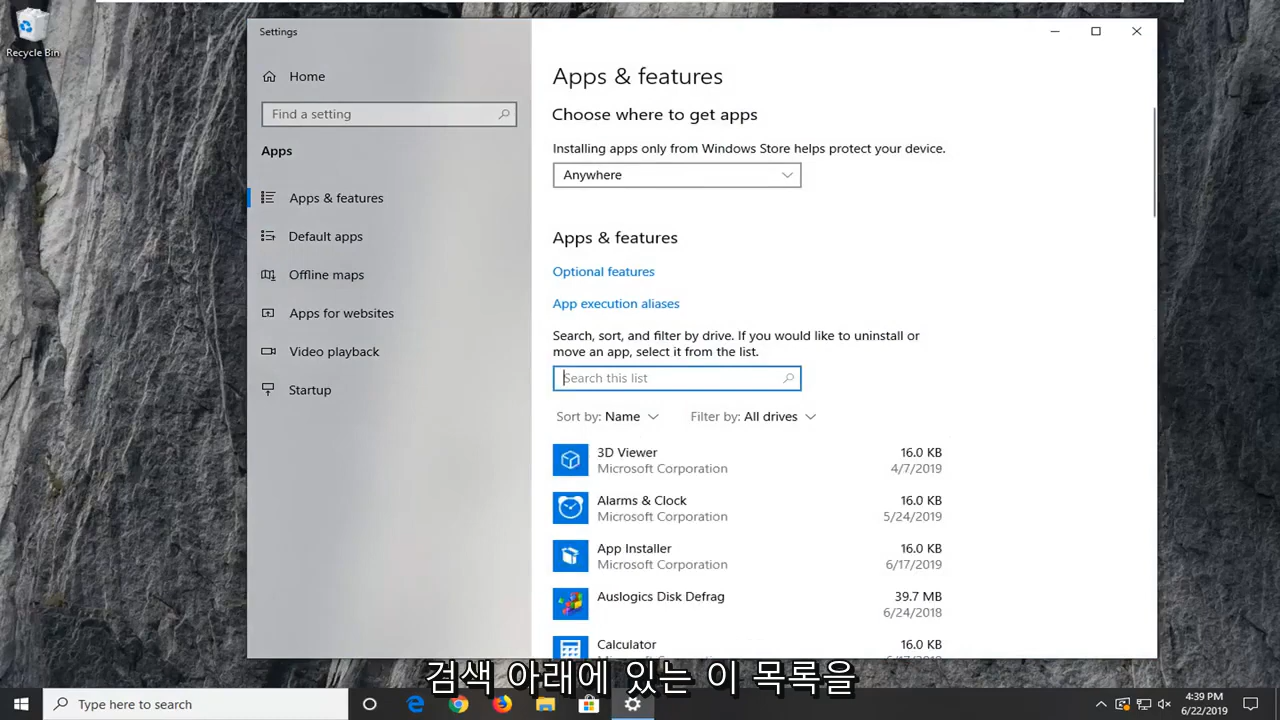 Recycle Bin
Settings
Home
Find a setting
Apps
Apps & features
Default apps
Offline maps
Apps for websites
Video playback
Startup
Apps & features
Choose where to get apps
Installing apps only from Windows Store helps protect your device.
Anywhere
Apps & features
Optional features
App execution aliases
Search, sort, and filter by drive. If you would like to uninstall or
move an app, select it from the list.
Search this list
Sort by: Name Filter by: All drives
3D Viewer 16.0 KB
Microsoft Corporation 4/7/2019
Alarms & Clock 16.0 KB
Microsoft Corporation 5/24/2019
App Installer 16.0 KB
Microsoft Corporation 6/17/2019
Auslogics Disk Defrag 39.7 MB
6/24/2018
Calculator 16.0 KB
검색 아래에 있는 이 목록을
Type here to search
4:39 PM
6/22/2019